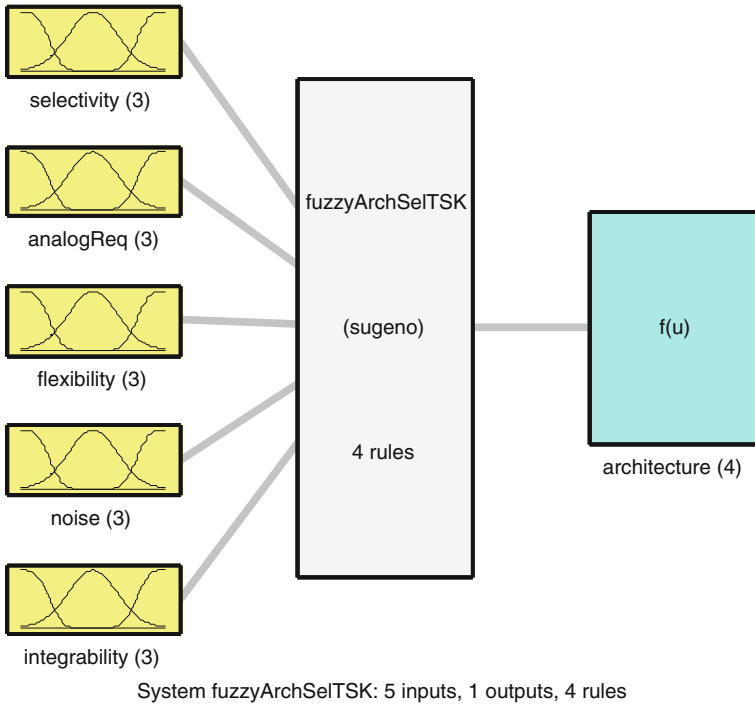 selectivity (3)
analogReq (3)
flexibility (3)
noise (3)
integrability (3)
fuzzyArchSelTSK
(sugeno)
4 rules
f(u)
architecture (4)
System fuzzyArchSelTSK: 5 inputs, 1 outputs, 4 rules